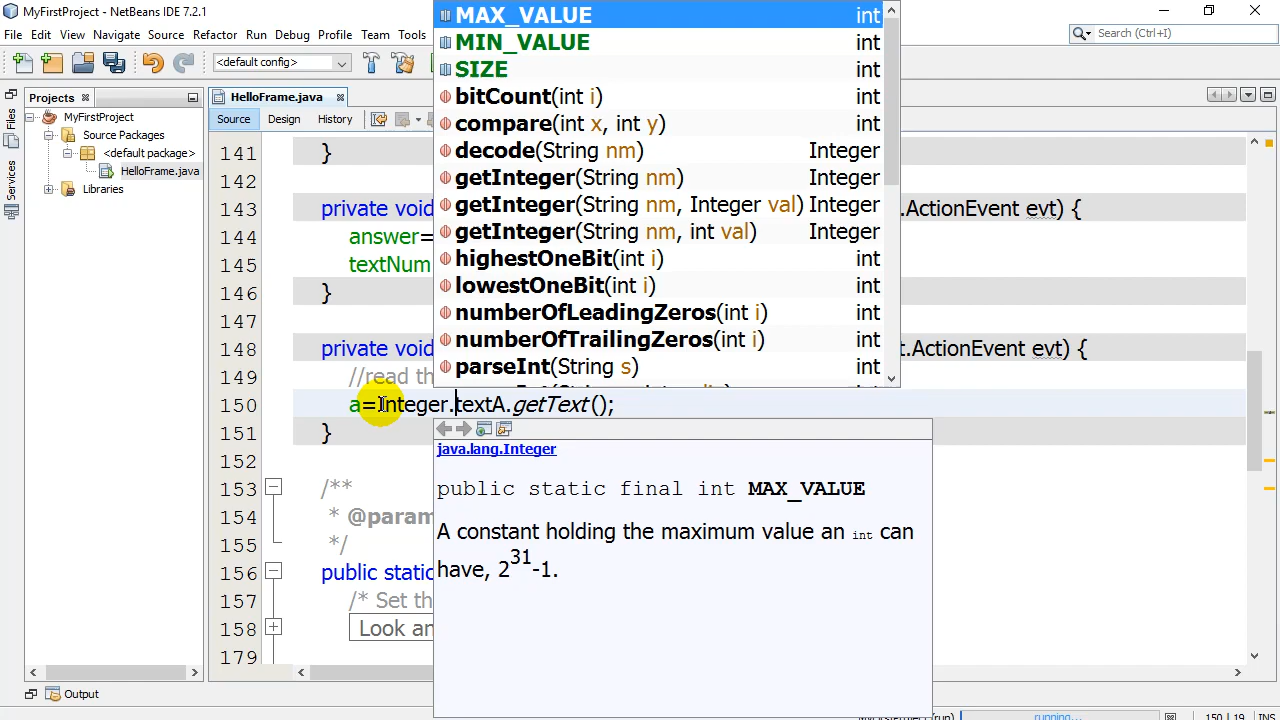 MyFirstProject - NetBeans IDE 7.2.1
File Edit View Navigate Source Refactor Run Debug Profile Team Tools
Search (Ctrl+I)
<default config>
Projects
Files
Services
MyFirstProject
Source Packages
<default package>
HelloFrame.java
Libraries
HelloFrame.java
Source Design History
141 }
142
143 private void .ActionEvent evt) {
144 answer=
145 textNum
146 }
147
148 private void t.ActionEvent evt) {
149 //read th
150 a=Integer.textA.getText();
151 }
152
153 /**
154 * @param
155 */
156 public static
157 /* Set th
158 Look an
179
MAX_VALUE int
MIN_VALUE int
SIZE int
bitCount(int i) int
compare(int x, int y) int
decode(String nm) Integer
getInteger(String nm) Integer
getInteger(String nm, Integer val) Integer
getInteger(String nm, int val) Integer
highestOneBit(int i) int
lowestOneBit(int i) int
numberOfLeadingZeros(int i) int
numberOfTrailingZeros(int i) int
parseInt(String s) int
java.lang.Integer
public static final int MAX_VALUE
A constant holding the maximum value an int can
have, 2^31-1.
Output
running...
150 | 19 INS